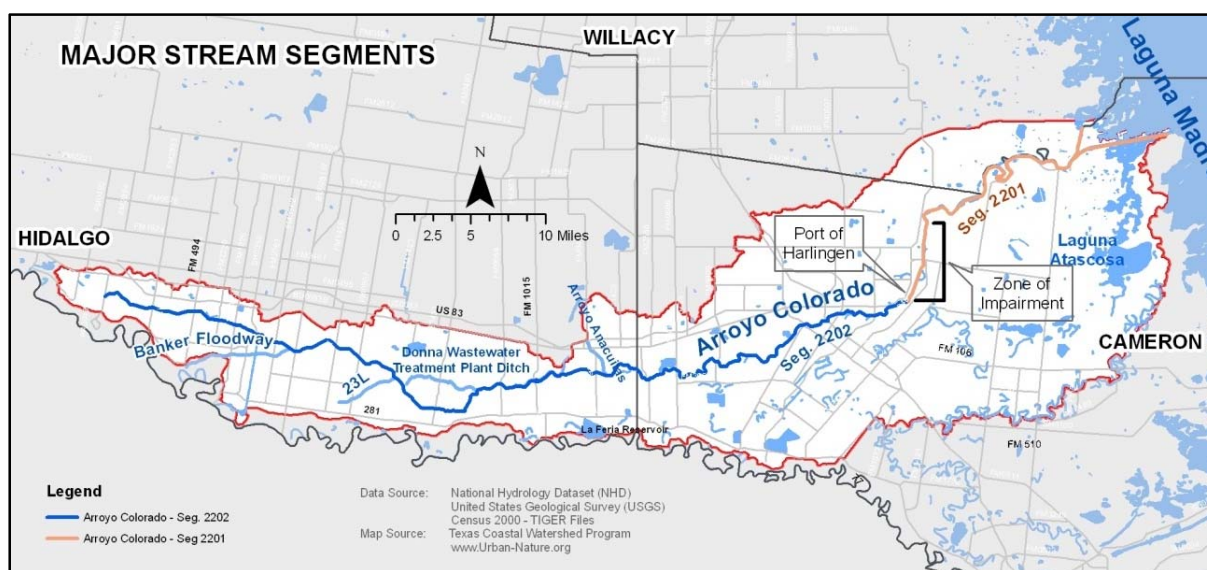 MAJOR STREAM SEGMENTS
WILLACY
Laguna Madr
N
0 2.5 5 10 Miles
HIDALGO
FM 494
US 83
FM 1015
Arroyo Anacuitas
Port of
Harlingen
Seg. 2201
Laguna
Atascosa
Zone of
Impairment
Arroyo Colorado
Seg. 2202
CAMERON
FM 106
Banker Floodway
23L
Donna Wastewater
Treatment Plant Ditch
281
La Feria Reservoir
FM 510
Legend
Arroyo Colorado - Seg. 2202
Arroyo Colorado - Seg 2201
Data Source: National Hydrology Dataset (NHD)
United States Geological Survey (USGS)
Census 2000 - TIGER Files
Map Source: Texas Coastal Watershed Program
www.Urban-Nature.org